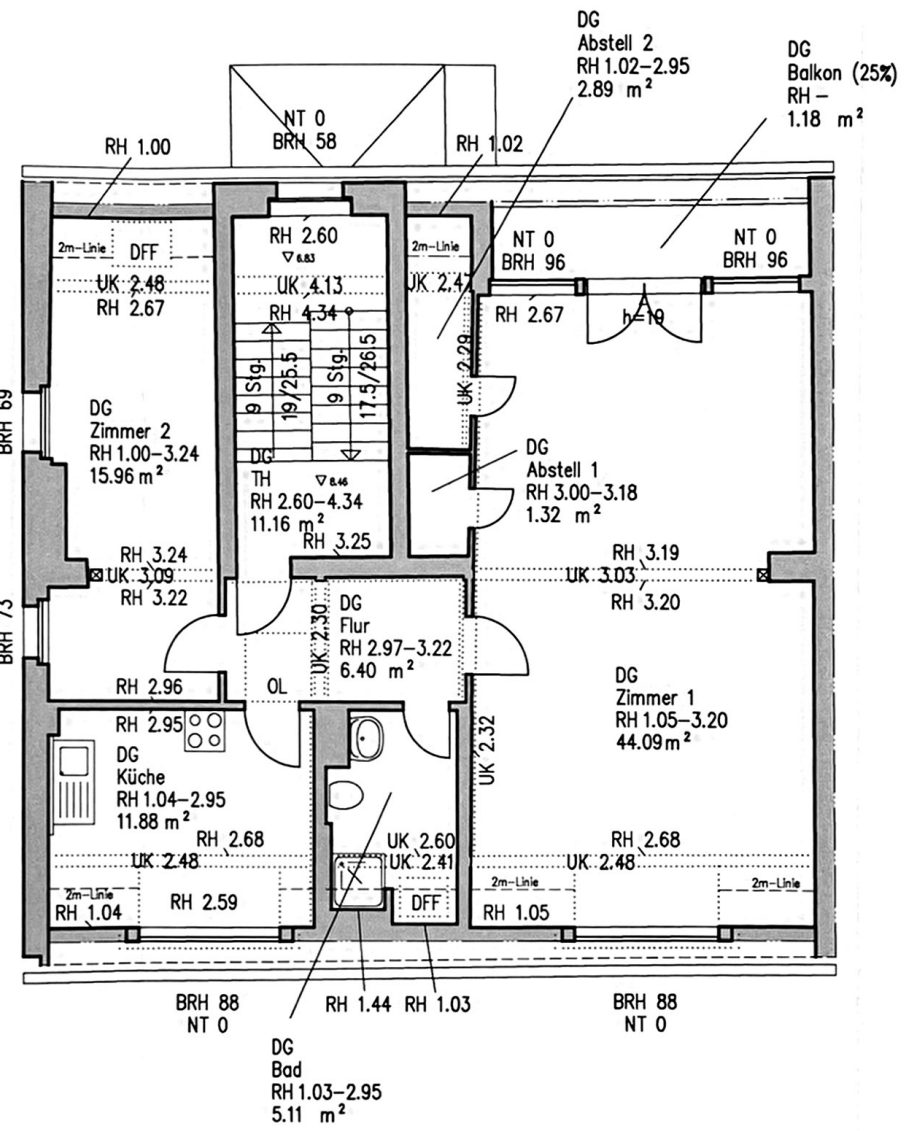 DG
Abstell 2
RH 1.02-2.95
2.89 m²
DG
Balkon (25%)
RH -
1.18 m²
NT 0
BRH 58
RH 1.00
RH 1.02
2m-Linie
DFF
UK 2.48
RH 2.67
RH 2.60
6.83
UK 4.13
RH 4.34
2m-Linie
UK 2.4
NT 0
BRH 96
NT 0
BRH 96
RH 2.67
h=19
UK 2.29
9 Stg.
19/25.5
9 Stg.
17.5/26.5
BRH 69
DG
Zimmer 2
RH 1.00-3.24
15.96 m²
DG
TH
8.46
RH 2.60-4.34
11.16 m²
RH 3.25
DG
Abstell 1
RH 3.00-3.18
1.32 m²
RH 3.24
UK 3.09
RH 3.22
RH 3.19
UK 3.03
RH 3.20
BRH 73
UK 2.30
DG
Flur
RH 2.97-3.22
6.40 m²
OL
RH 2.96
RH 2.95
DG
Zimmer 1
RH 1.05-3.20
44.09 m²
UK 2.32
DG
Küche
RH 1.04-2.95
11.88 m²
RH 2.68
UK 2.48
UK 2.60
UK 2.41
RH 2.68
UK 2.48
2m-Linie
RH 1.04
RH 2.59
DFF
2m-Linie
2m-Linie
RH 1.05
BRH 88
NT 0
RH 1.44
RH 1.03
BRH 88
NT 0
DG
Bad
RH 1.03-2.95
5.11 m²